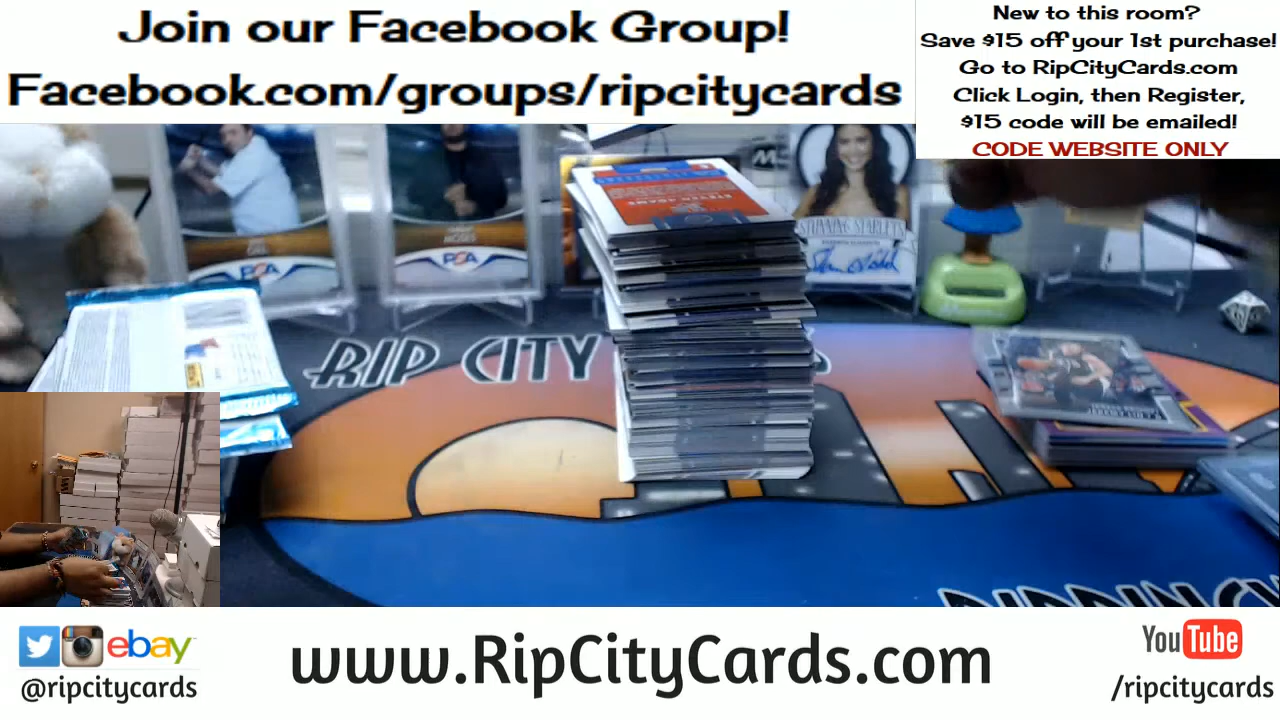 Join our Facebook Group!
Facebook.com/groups/ripcitycards
New to this room?
Save $15 off your 1st purchase!
Go to RipCityCards.com
Click Login, then Register,
$15 code will be emailed!
CODE WEBSITE ONLY
PSA
PSA
STUNNING STARLETS
RIP CITY
ebay
@ripcitycards
www.RipCityCards.com
YouTube
/ripcitycards